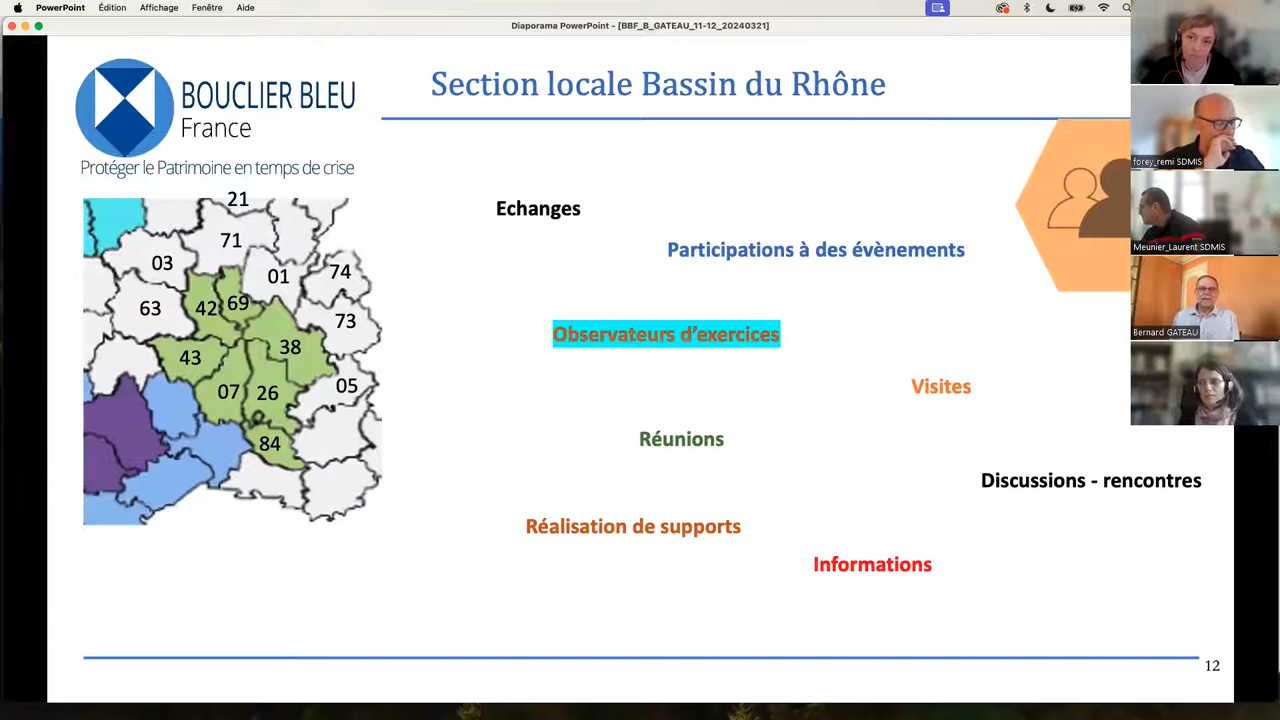 PowerPoint Édition Affichage Fenêtre Aide
Diaporama PowerPoint - [BBF_B_GATEAU_11-12_20240321]
BOUCLIER BLEU
France
Protéger le Patrimoine en temps de crise
Section locale Bassin du Rhône
21
71
03
01
74
63
42
69
73
38
43
07
26
05
84
Echanges
Participations à des évènements
Observateurs d’exercices
Visites
Réunions
Discussions - rencontres
Réalisation de supports
Informations
12
forey_remi SDMIS
Meunier_Laurent SDMIS
Bernard GATEAU